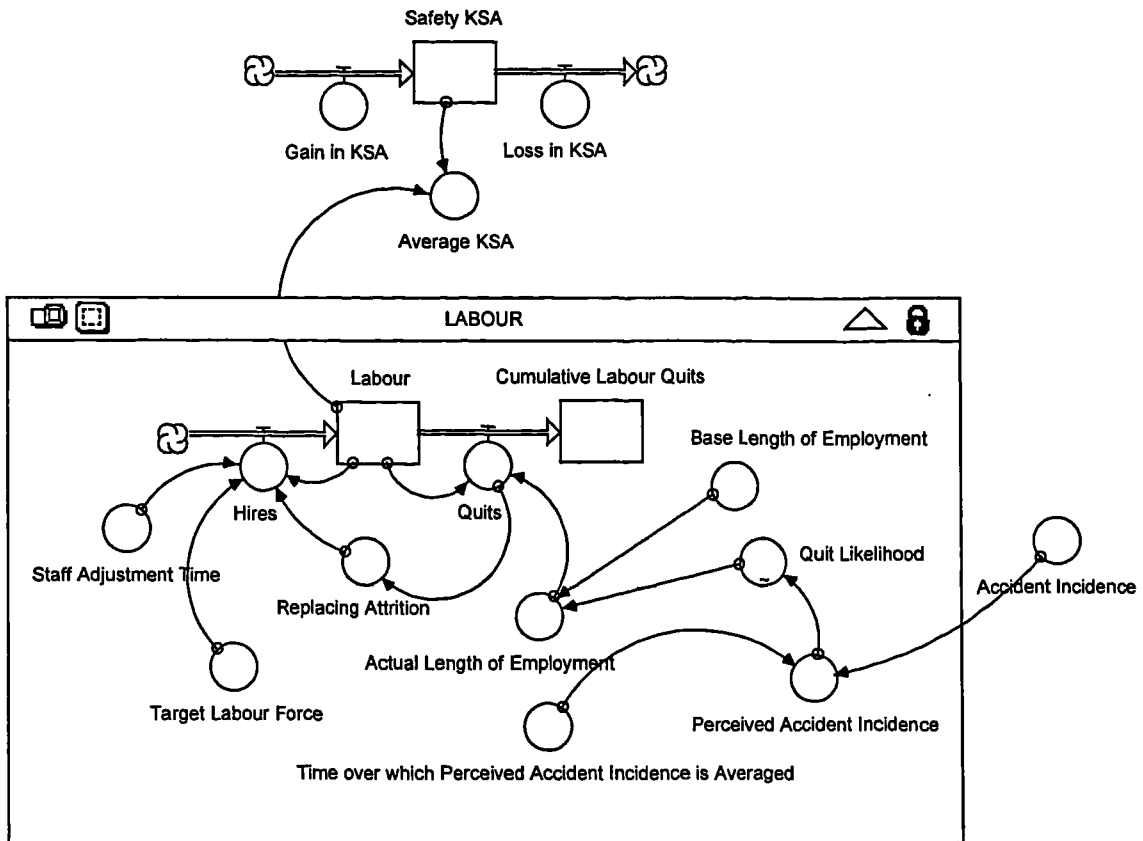 Safety KSA
Gain in KSA
Loss in KSA
Average KSA
LABOUR
Labour
Cumulative Labour Quits
Base Length of Employment
Hires
Quits
Quit Likelihood
Staff Adjustment Time
Accident Incidence
Replacing Attrition
Actual Length of Employment
Target Labour Force
Perceived Accident Incidence
Time over which Perceived Accident Incidence is Averaged